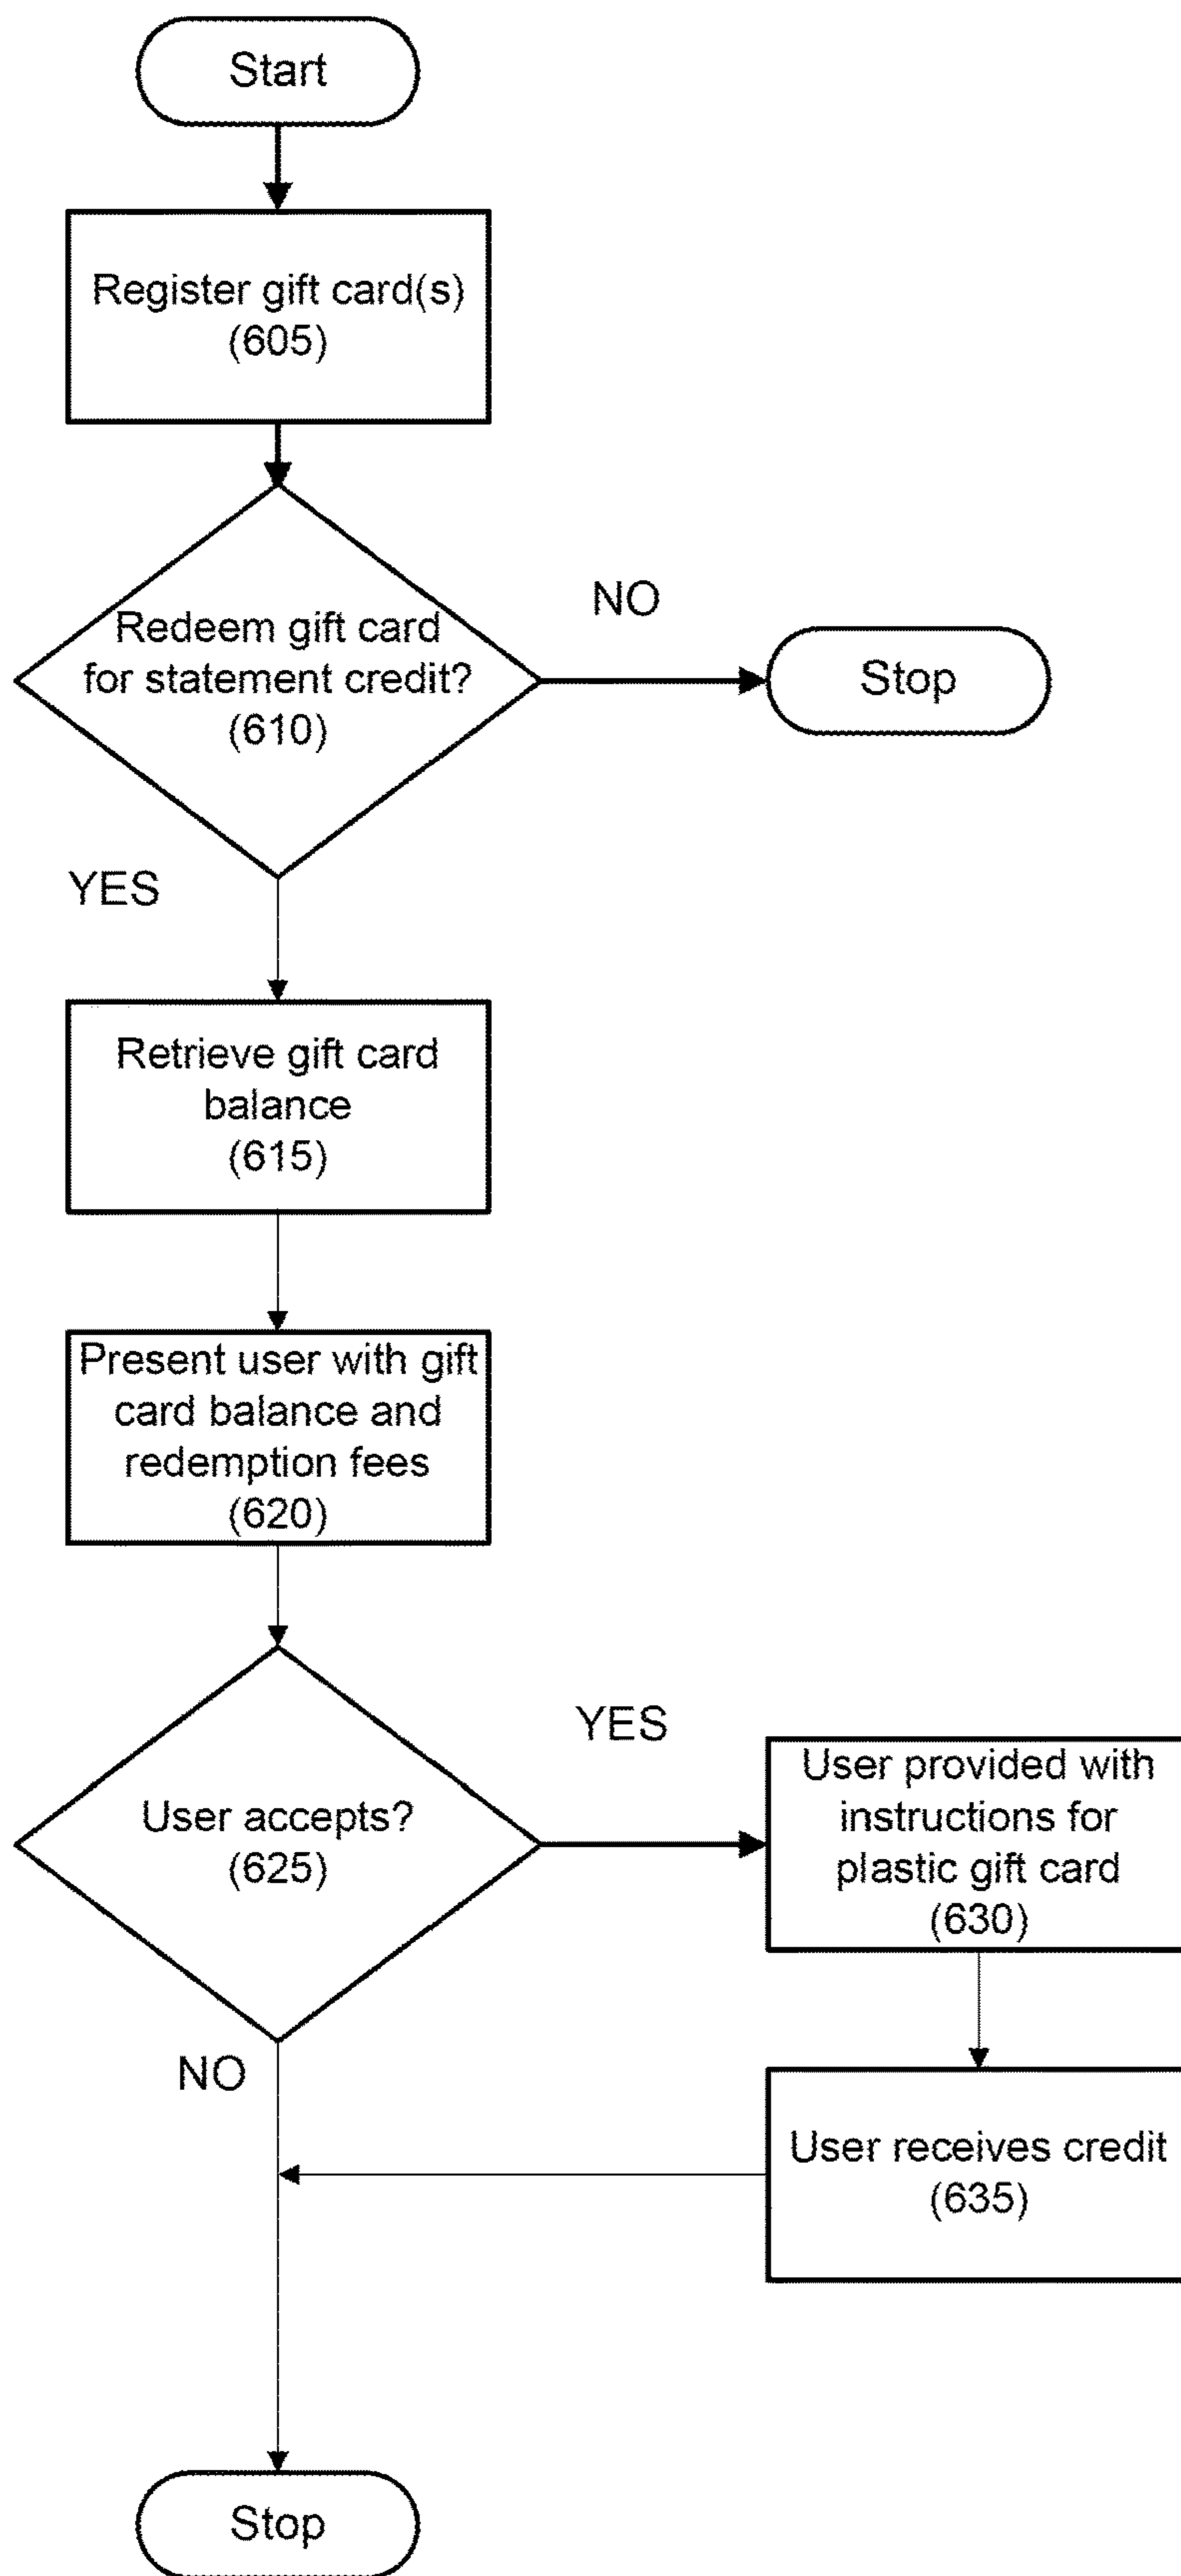 Start
Register gift card(s)
(605)
Redeem gift card
for statement credit?
(610)
NO
Stop
YES
Retrieve gift card
balance
(615)
Present user with gift
card balance and
redemption fees
(620)
User accepts?
(625)
YES
User provided with
instructions for
plastic gift card
(630)
NO
User receives credit
(635)
Stop